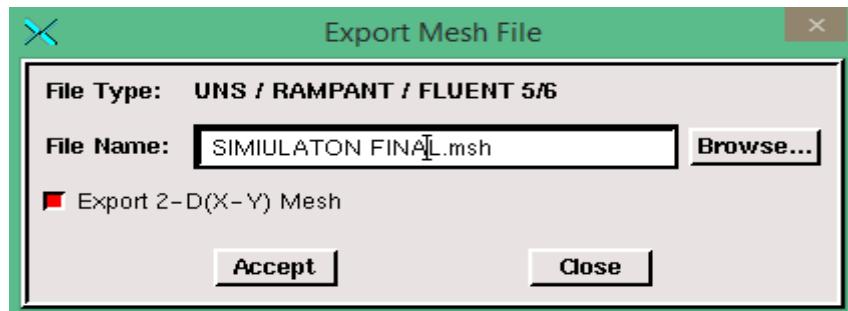 Export Mesh File
File Type: UNS / RAMPANT / FLUENT 5/6
File Name: SIMIULATON FINAL.msh Browse...
Export 2-D(X-Y) Mesh
Accept Close